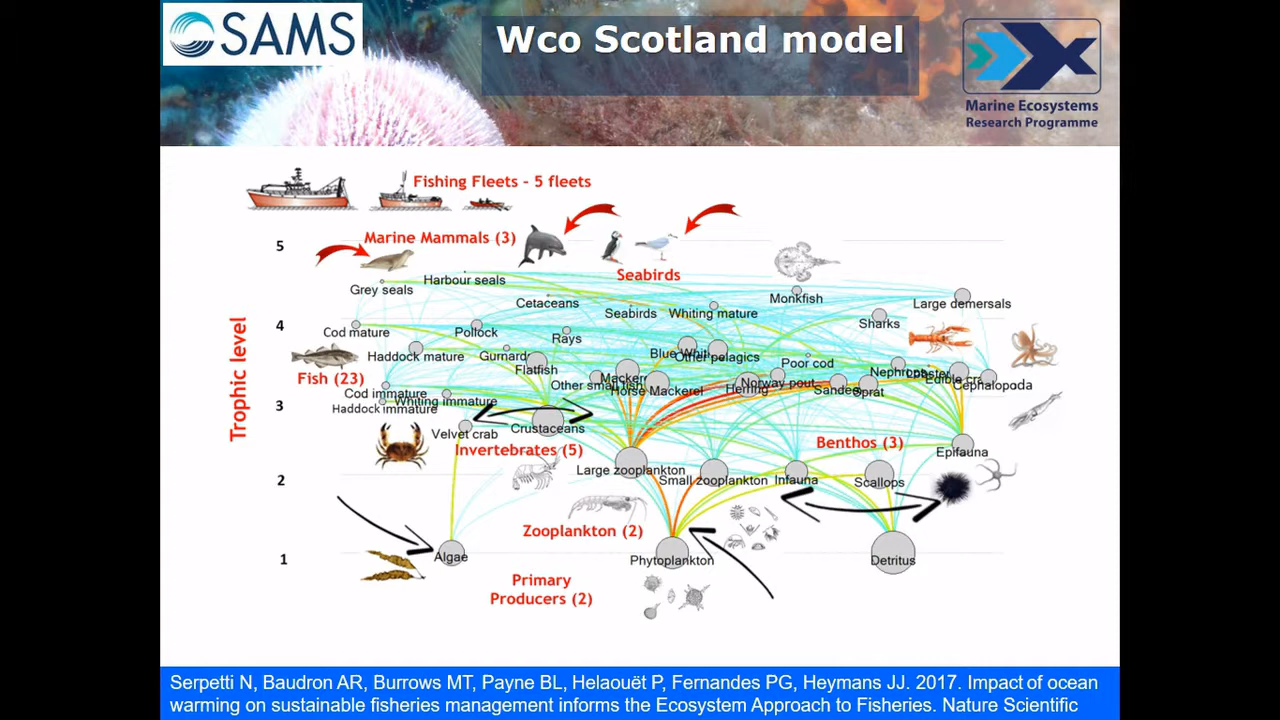 SAMS
Wco Scotland model
Marine Ecosystems
Research Programme
Fishing Fleets - 5 fleets
5
Marine Mammals (3)
Seabirds
Grey seals
Harbour seals
Cetaceans
Seabirds
Whiting mature
Monkfish
Large demersals
Trophic level
4
Cod mature
Pollock
Rays
Sharks
Haddock mature
Gurnards
Flatfish
Other pelagics
Poor cod
Nephrops
Fish (23)
Cod immature
Whiting immature
Haddock immature
Other small fish
Horse Mackerel
Herring
Norway pout
Sprat
Cephalopoda
3
Velvet crab
Crustaceans
Invertebrates (5)
Benthos (3)
Epifauna
2
Large zooplankton
Small zooplankton
Infauna
Scallops
Zooplankton (2)
1
Algae
Phytoplankton
Detritus
Primary
Producers (2)
Serpetti N, Baudron AR, Burrows MT, Payne BL, Helaouët P, Fernandes PG, Heymans JJ. 2017. Impact of ocean
warming on sustainable fisheries management informs the Ecosystem Approach to Fisheries. Nature Scientific